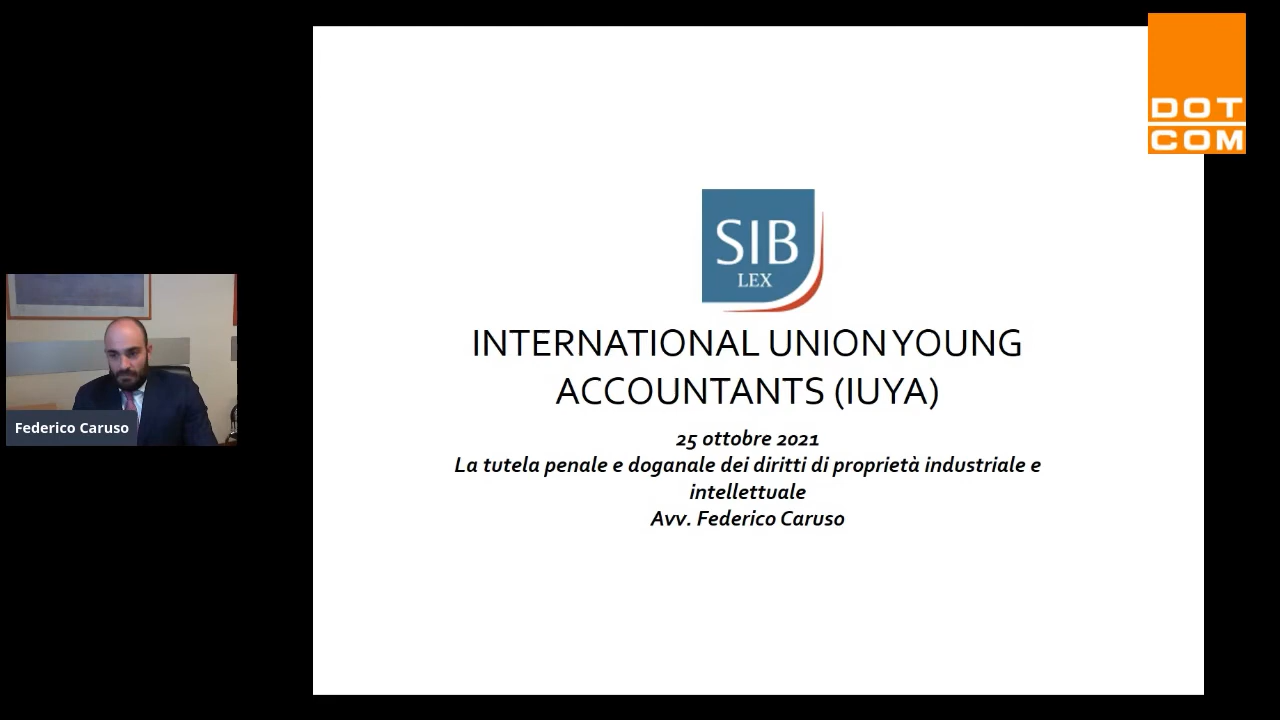 DOT
COM
SIB
LEX
INTERNATIONAL UNION YOUNG
ACCOUNTANTS (IUYA)
25 ottobre 2021
La tutela penale e doganale dei diritti di proprietà industriale e
intellettuale
Avv. Federico Caruso
Federico Caruso